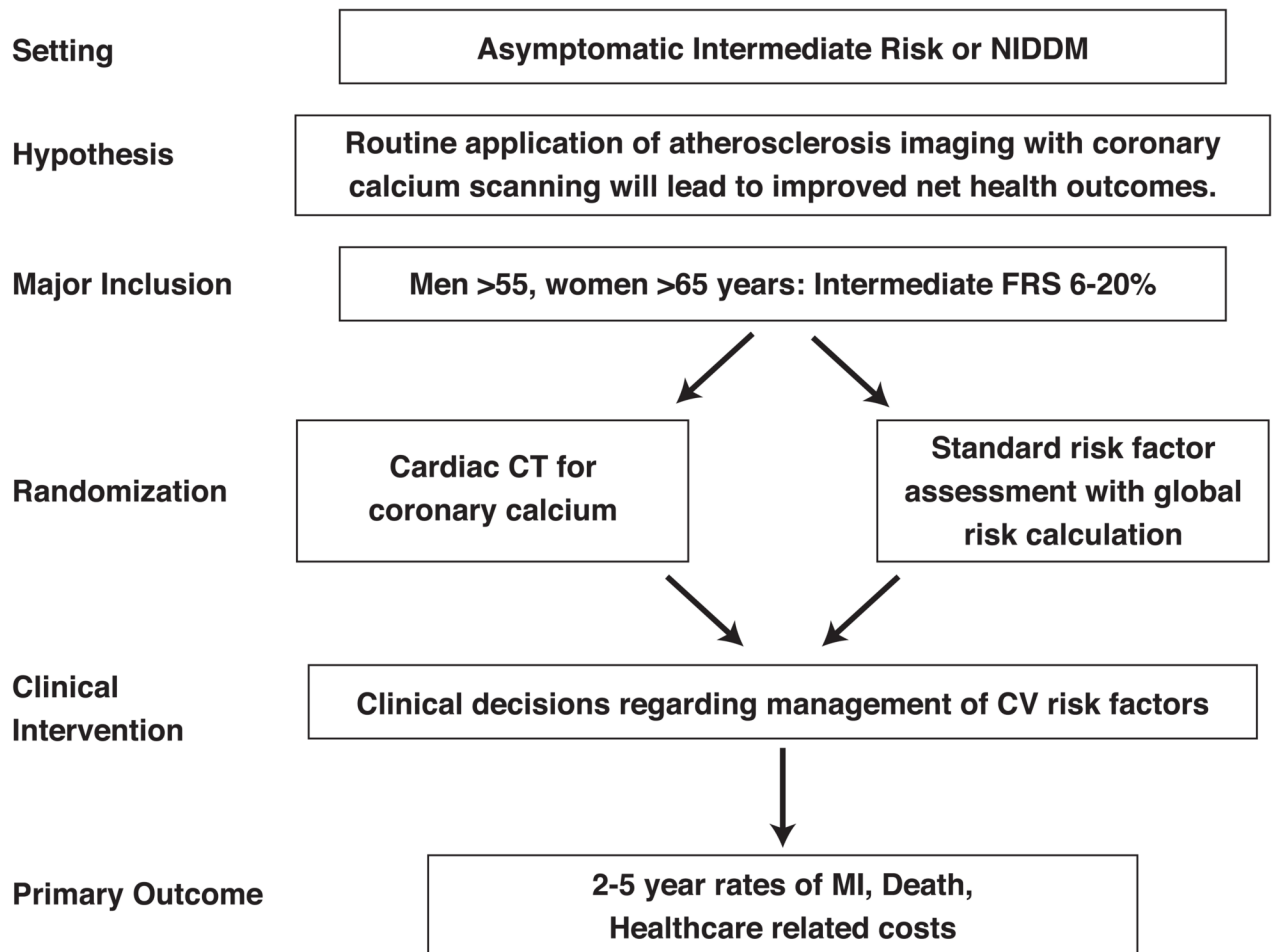 Setting
Asymptomatic Intermediate Risk or NIDDM
Hypothesis
Routine application of atherosclerosis imaging with coronary
calcium scanning will lead to improved net health outcomes.
Major Inclusion
Men >55, women >65 years: Intermediate FRS 6-20%
Randomization
Cardiac CT for
coronary calcium
Standard risk factor
assessment with global
risk calculation
Clinical
Intervention
Clinical decisions regarding management of CV risk factors
Primary Outcome
2-5 year rates of MI, Death,
Healthcare related costs